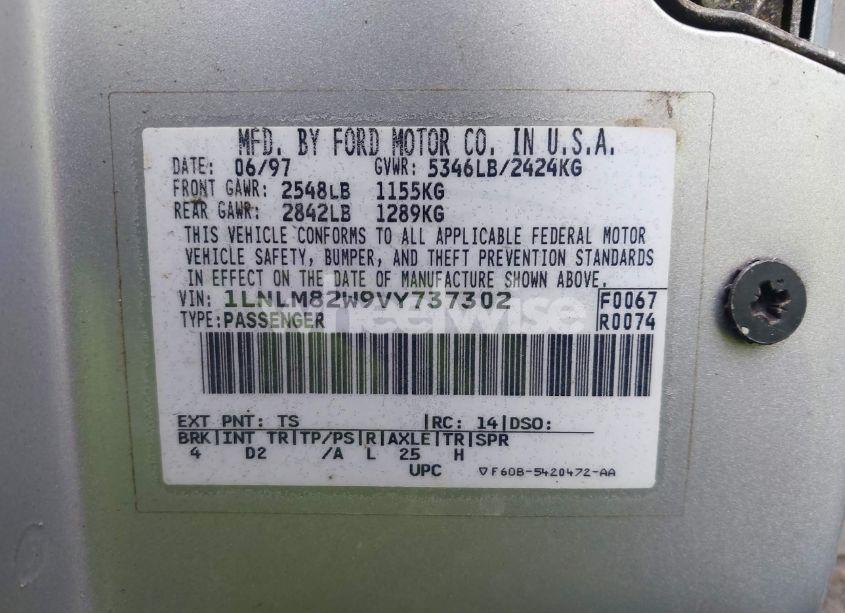 MFD. BY FORD MOTOR CO. IN U.S.A.
DATE: 06/97 GVWR: 5346LB/2424KG
FRONT GAWR: 2548LB 1155KG
REAR GAWR: 2842LB 1289KG
THIS VEHICLE CONFORMS TO ALL APPLICABLE FEDERAL MOTOR
VEHICLE SAFETY, BUMPER, AND THEFT PREVENTION STANDARDS
IN EFFECT ON THE DATE OF MANUFACTURE SHOWN ABOVE.
VIN: 1LNLM82W9VY737302 F0067
TYPE: PASSENGER R0074
EXT PNT: TS |RC: 14|DSO:
BRK|INT TR|TP/PS|R|AXLE|TR|SPR
4 D2 /A L 25 H
UPC ▽F60B-5420472-AA